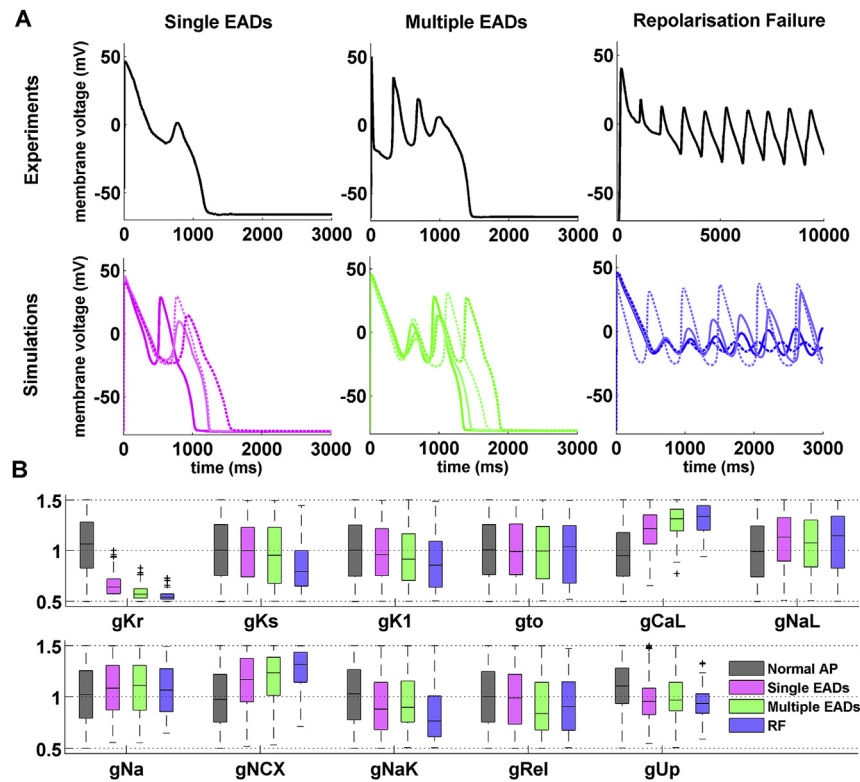 A
Single EADs
Multiple EADs
Repolarisation Failure
Experiments
membrane voltage (mV)
50
0
-50
0
1000
2000
3000
50
0
-50
0
1000
2000
3000
50
0
-50
0
5000
10000
Simulations
membrane voltage (mV)
50
0
-50
0
1000
2000
3000
time (ms)
50
0
-50
0
1000
2000
3000
time (ms)
50
0
-50
0
1000
2000
3000
time (ms)
B
1.5
1
0.5
gKr
gKs
gK1
gto
gCaL
gNaL
1.5
1
0.5
gNa
gNCX
gNaK
gRel
gUp
Normal AP
Single EADs
Multiple EADs
RF